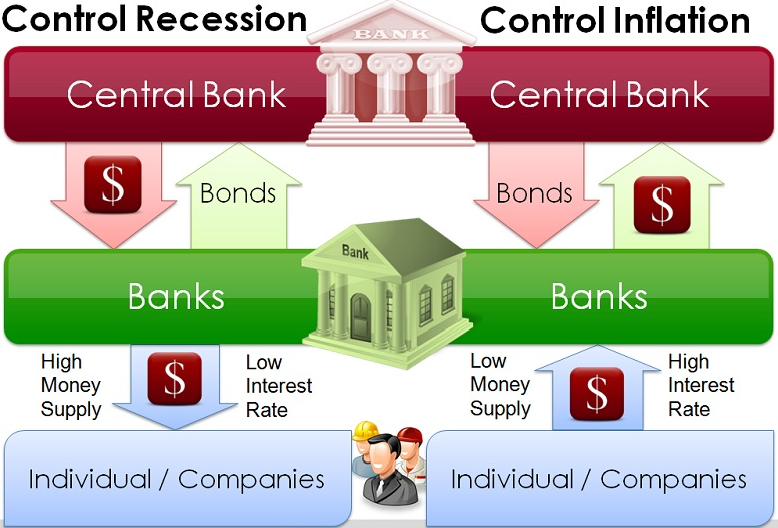 Control Recession
Control Inflation
BANK
Central Bank
Central Bank
$
Bonds
Bonds
$
Bank
Banks
Banks
High
Money
Supply
$
Low
Interest
Rate
Low
Money
Supply
$
High
Interest
Rate
Individual / Companies
Individual / Companies